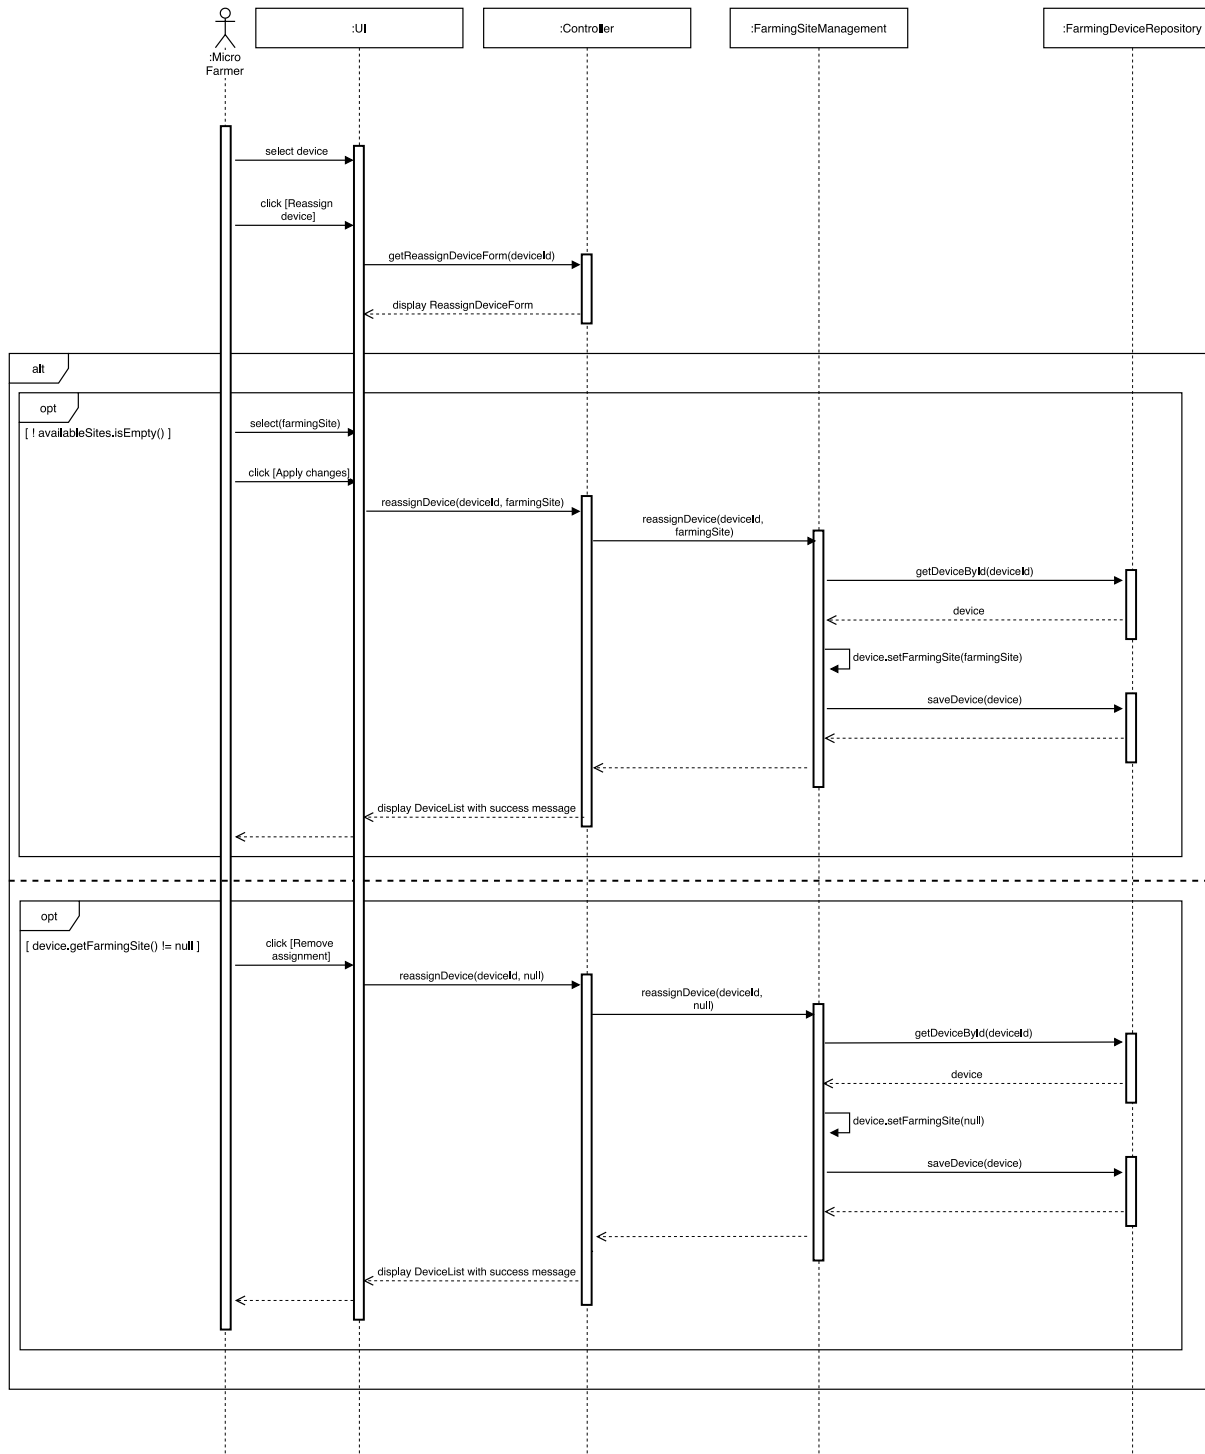 :Micro
Farmer
:UI
:Controller
:FarmingSiteManagement
:FarmingDeviceRepository
select device
click [Reassign
device]
getReassignDeviceForm(deviceId)
display ReassignDeviceForm
alt
opt
[ ! availableSites.isEmpty() ]
select(farmingSite)
click [Apply changes]
reassignDevice(deviceId, farmingSite)
reassignDevice(deviceId,
farmingSite)
getDeviceById(deviceId)
device
device.setFarmingSite(farmingSite)
saveDevice(device)
display DeviceList with success message
opt
[ device.getFarmingSite() != null ]
click [Remove
assignment]
reassignDevice(deviceId, null)
reassignDevice(deviceId,
null)
getDeviceById(deviceId)
device
device.setFarmingSite(null)
saveDevice(device)
display DeviceList with success message